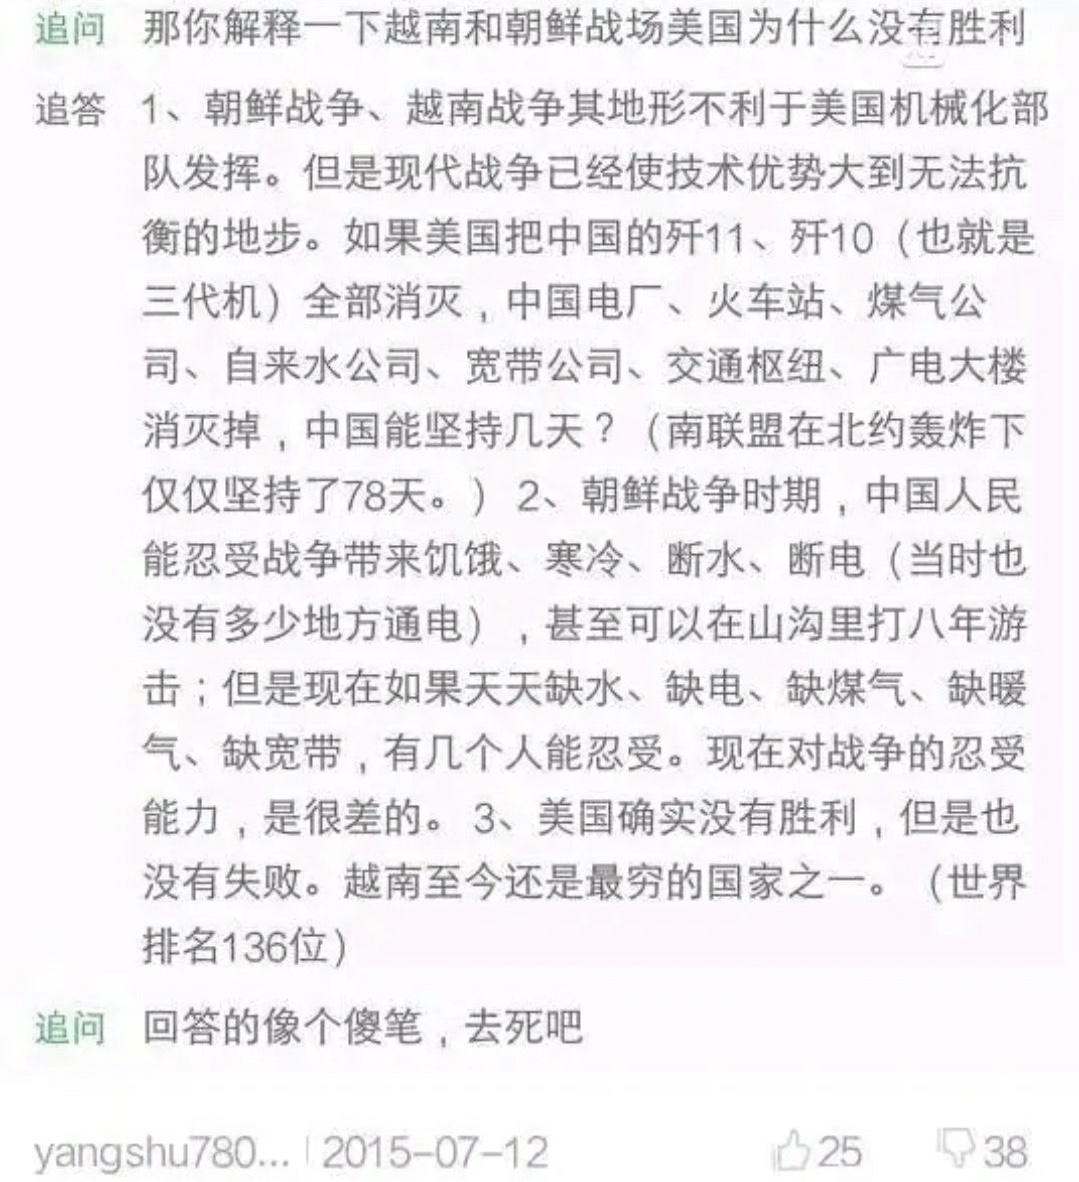 追问 那你解释一下越南和朝鲜战场美国为什么没有胜利
追答 1、朝鲜战争、越南战争其地形不利于美国机械化部
队发挥。但是现代战争已经使技术优势大到无法抗
衡的地步。如果美国把中国的歼11、歼10（也就是
三代机）全部消灭，中国电厂、火车站、煤气公
司、自来水公司、宽带公司、交通枢纽、广电大楼
消灭掉，中国能坚持几天？（南联盟在北约轰炸下
仅仅坚持了78天。）2、朝鲜战争时期，中国人民
能忍受战争带来饥饿、寒冷、断水、断电（当时也
没有多少地方通电），甚至可以在山沟里打八年游
击；但是现在如果天天缺水、缺电、缺煤气、缺暖
气、缺宽带，有几个人能忍受。现在对战争的忍受
能力，是很差的。3、美国确实没有胜利，但是也
没有失败。越南至今还是最穷的国家之一。（世界
排名136位）
追问 回答的像个傻笔，去死吧
yangshu780... | 2015-07-12 25 38